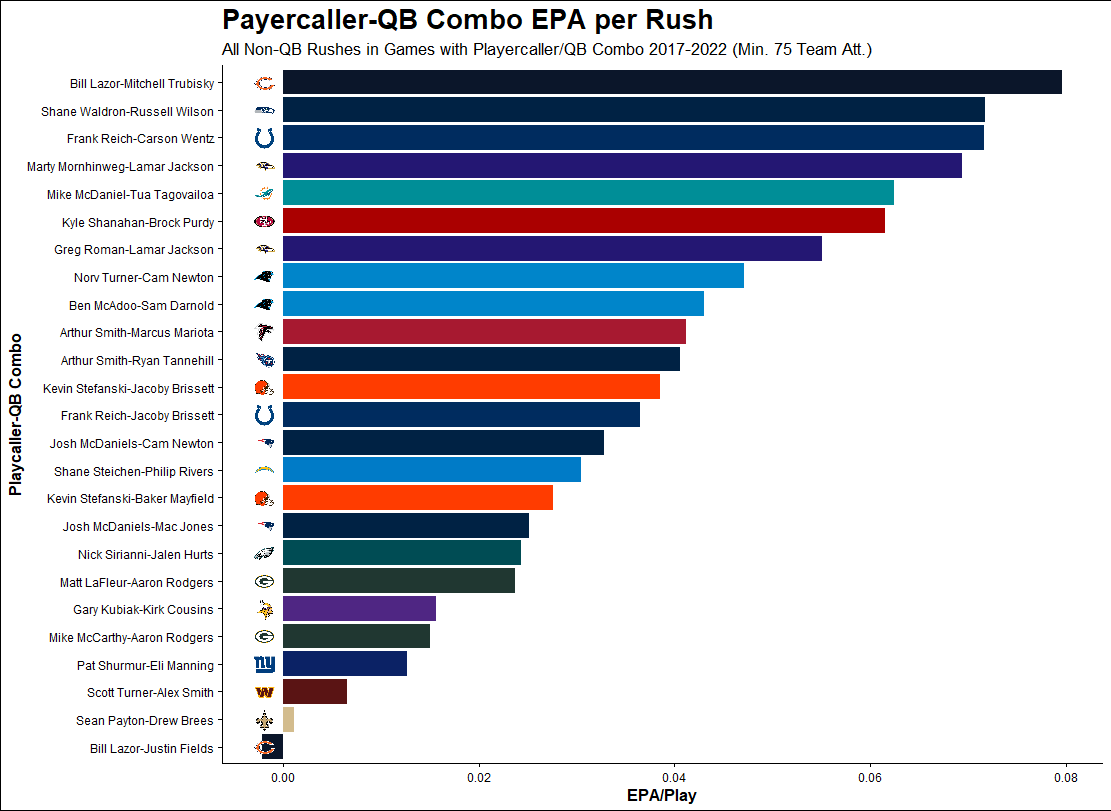 Payercaller-QB Combo EPA per Rush
All Non-QB Rushes in Games with Playercaller/QB Combo 2017-2022 (Min. 75 Team Att.)
Playcaller-QB Combo
Bill Lazor-Mitchell Trubisky
Shane Waldron-Russell Wilson
Frank Reich-Carson Wentz
Marty Mornhinweg-Lamar Jackson
Mike McDaniel-Tua Tagovailoa
Kyle Shanahan-Brock Purdy
Greg Roman-Lamar Jackson
Norv Turner-Cam Newton
Ben McAdoo-Sam Darnold
Arthur Smith-Marcus Mariota
Arthur Smith-Ryan Tannehill
Kevin Stefanski-Jacoby Brissett
Frank Reich-Jacoby Brissett
Josh McDaniels-Cam Newton
Shane Steichen-Philip Rivers
Kevin Stefanski-Baker Mayfield
Josh McDaniels-Mac Jones
Nick Sirianni-Jalen Hurts
Matt LaFleur-Aaron Rodgers
Gary Kubiak-Kirk Cousins
Mike McCarthy-Aaron Rodgers
Pat Shurmur-Eli Manning
ny
Scott Turner-Alex Smith
W
Sean Payton-Drew Brees
Bill Lazor-Justin Fields
0.00 0.02 0.04 0.06 0.08
EPA/Play